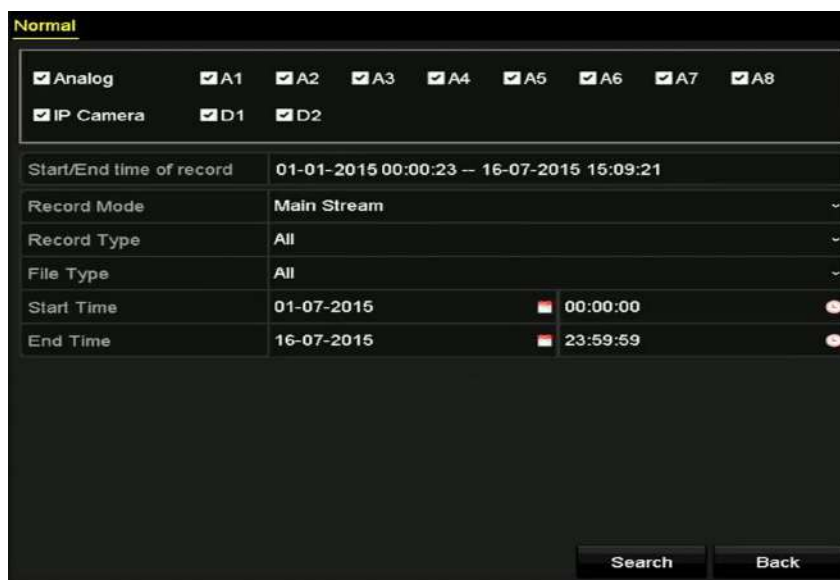 Normal
Analog A1 A2 A3 A4 A5 A6 A7 A8
IP Camera D1 D2
Start/End time of record 01-01-2015 00:00:23 -- 16-07-2015 15:09:21
Record Mode Main Stream
Record Type All
File Type All
Start Time 01-07-2015 00:00:00
End Time 16-07-2015 23:59:59
Search Back